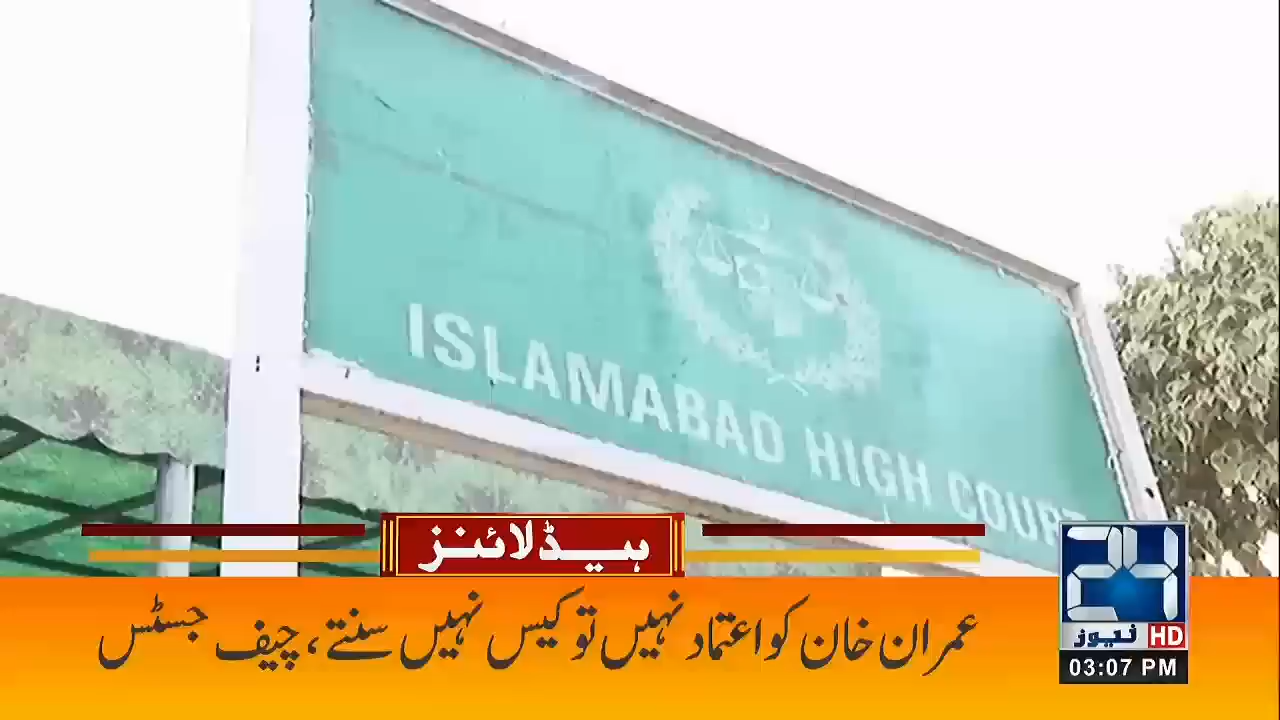 ISLAMABAD HIGH COURT
ہیڈلائنز
عمران خان کو اعتماد نہیں تو کیس نہیں سنتے، چیف جسٹس
24
نیوز HD
03:07 PM